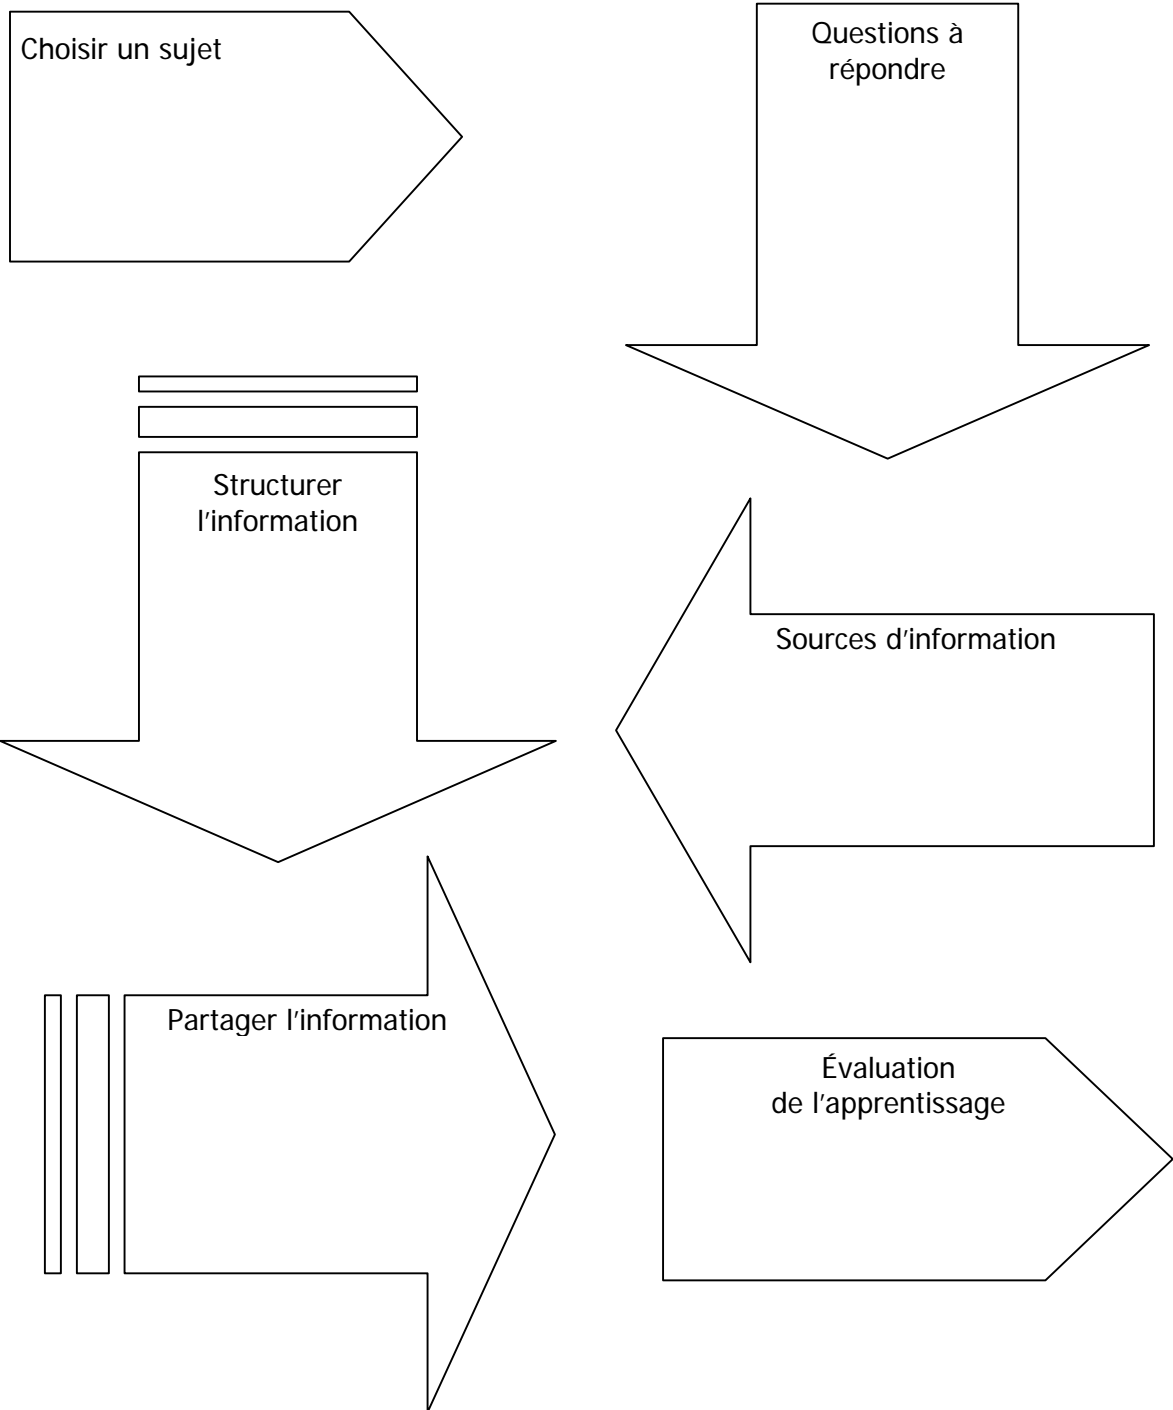 Choisir un sujet
Questions à
répondre
Structurer
l'information
Sources d'information
Partager l'information
Évaluation
de l'apprentissage